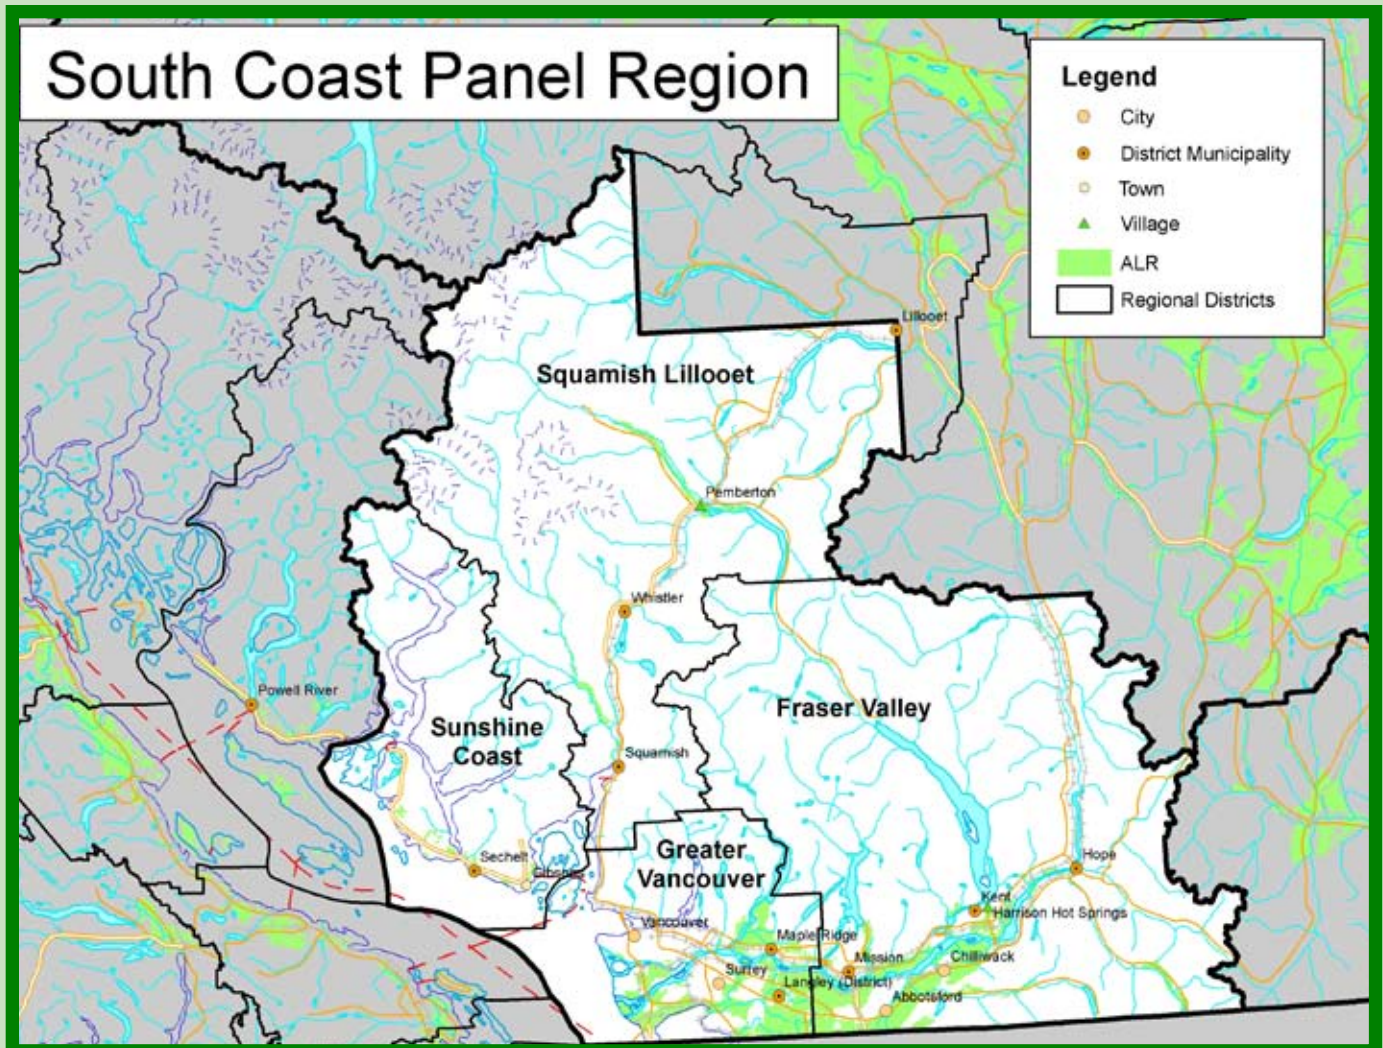 South Coast Panel Region
Legend
City
District Municipality
Town
Village
ALR
Regional Districts
Lillooet
Squamish Lillooet
Pemberton
Whistler
Powell River
Sunshine
Coast
Fraser Valley
Squamish
Greater
Vancouver
Sechelt
Gibsons
Hope
Kent
Harrison Hot Springs
Vancouver
Maple Ridge
Mission
Chilliwack
Surrey
Langley (District)
Abbotsford